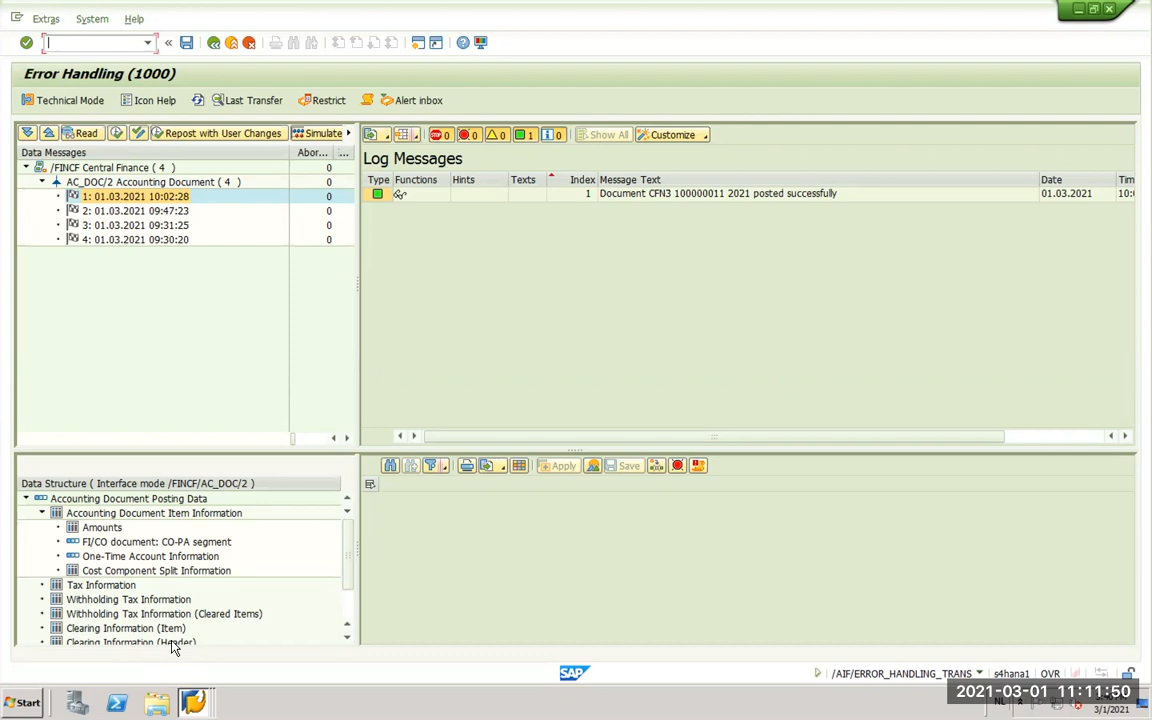 Extras System Help
Error Handling (1000)
Technical Mode Icon Help Last Transfer Restrict Alert inbox
Read Repost with User Changes Simulate
Data Messages Abor... ...
/FINCF Central Finance ( 4 ) 0
AC_DOC/2 Accounting Document ( 4 ) 0
1: 01.03.2021 10:02:28 0
2: 01.03.2021 09:47:23 0
3: 01.03.2021 09:31:25 0
4: 01.03.2021 09:30:20 0
STOP 0 0 0 1 0 Show All Customize
Log Messages
Type Functions Hints Texts Index Message Text Date Tim
1 Document CFN3 100000011 2021 posted successfully 01.03.2021 10:
Apply Save
Data Structure ( Interface mode /FINCF/AC_DOC/2 )
Accounting Document Posting Data
Accounting Document Item Information
Amounts
FI/CO document: CO-PA segment
One-Time Account Information
Cost Component Split Information
Tax Information
Withholding Tax Information
Withholding Tax Information (Cleared Items)
Clearing Information (Item)
Clearing Information (Header)
SAP /AIF/ERROR_HANDLING_TRANS s4hana1 OVR
Start NL
2021-03-01 11:11:50
3/1/2021